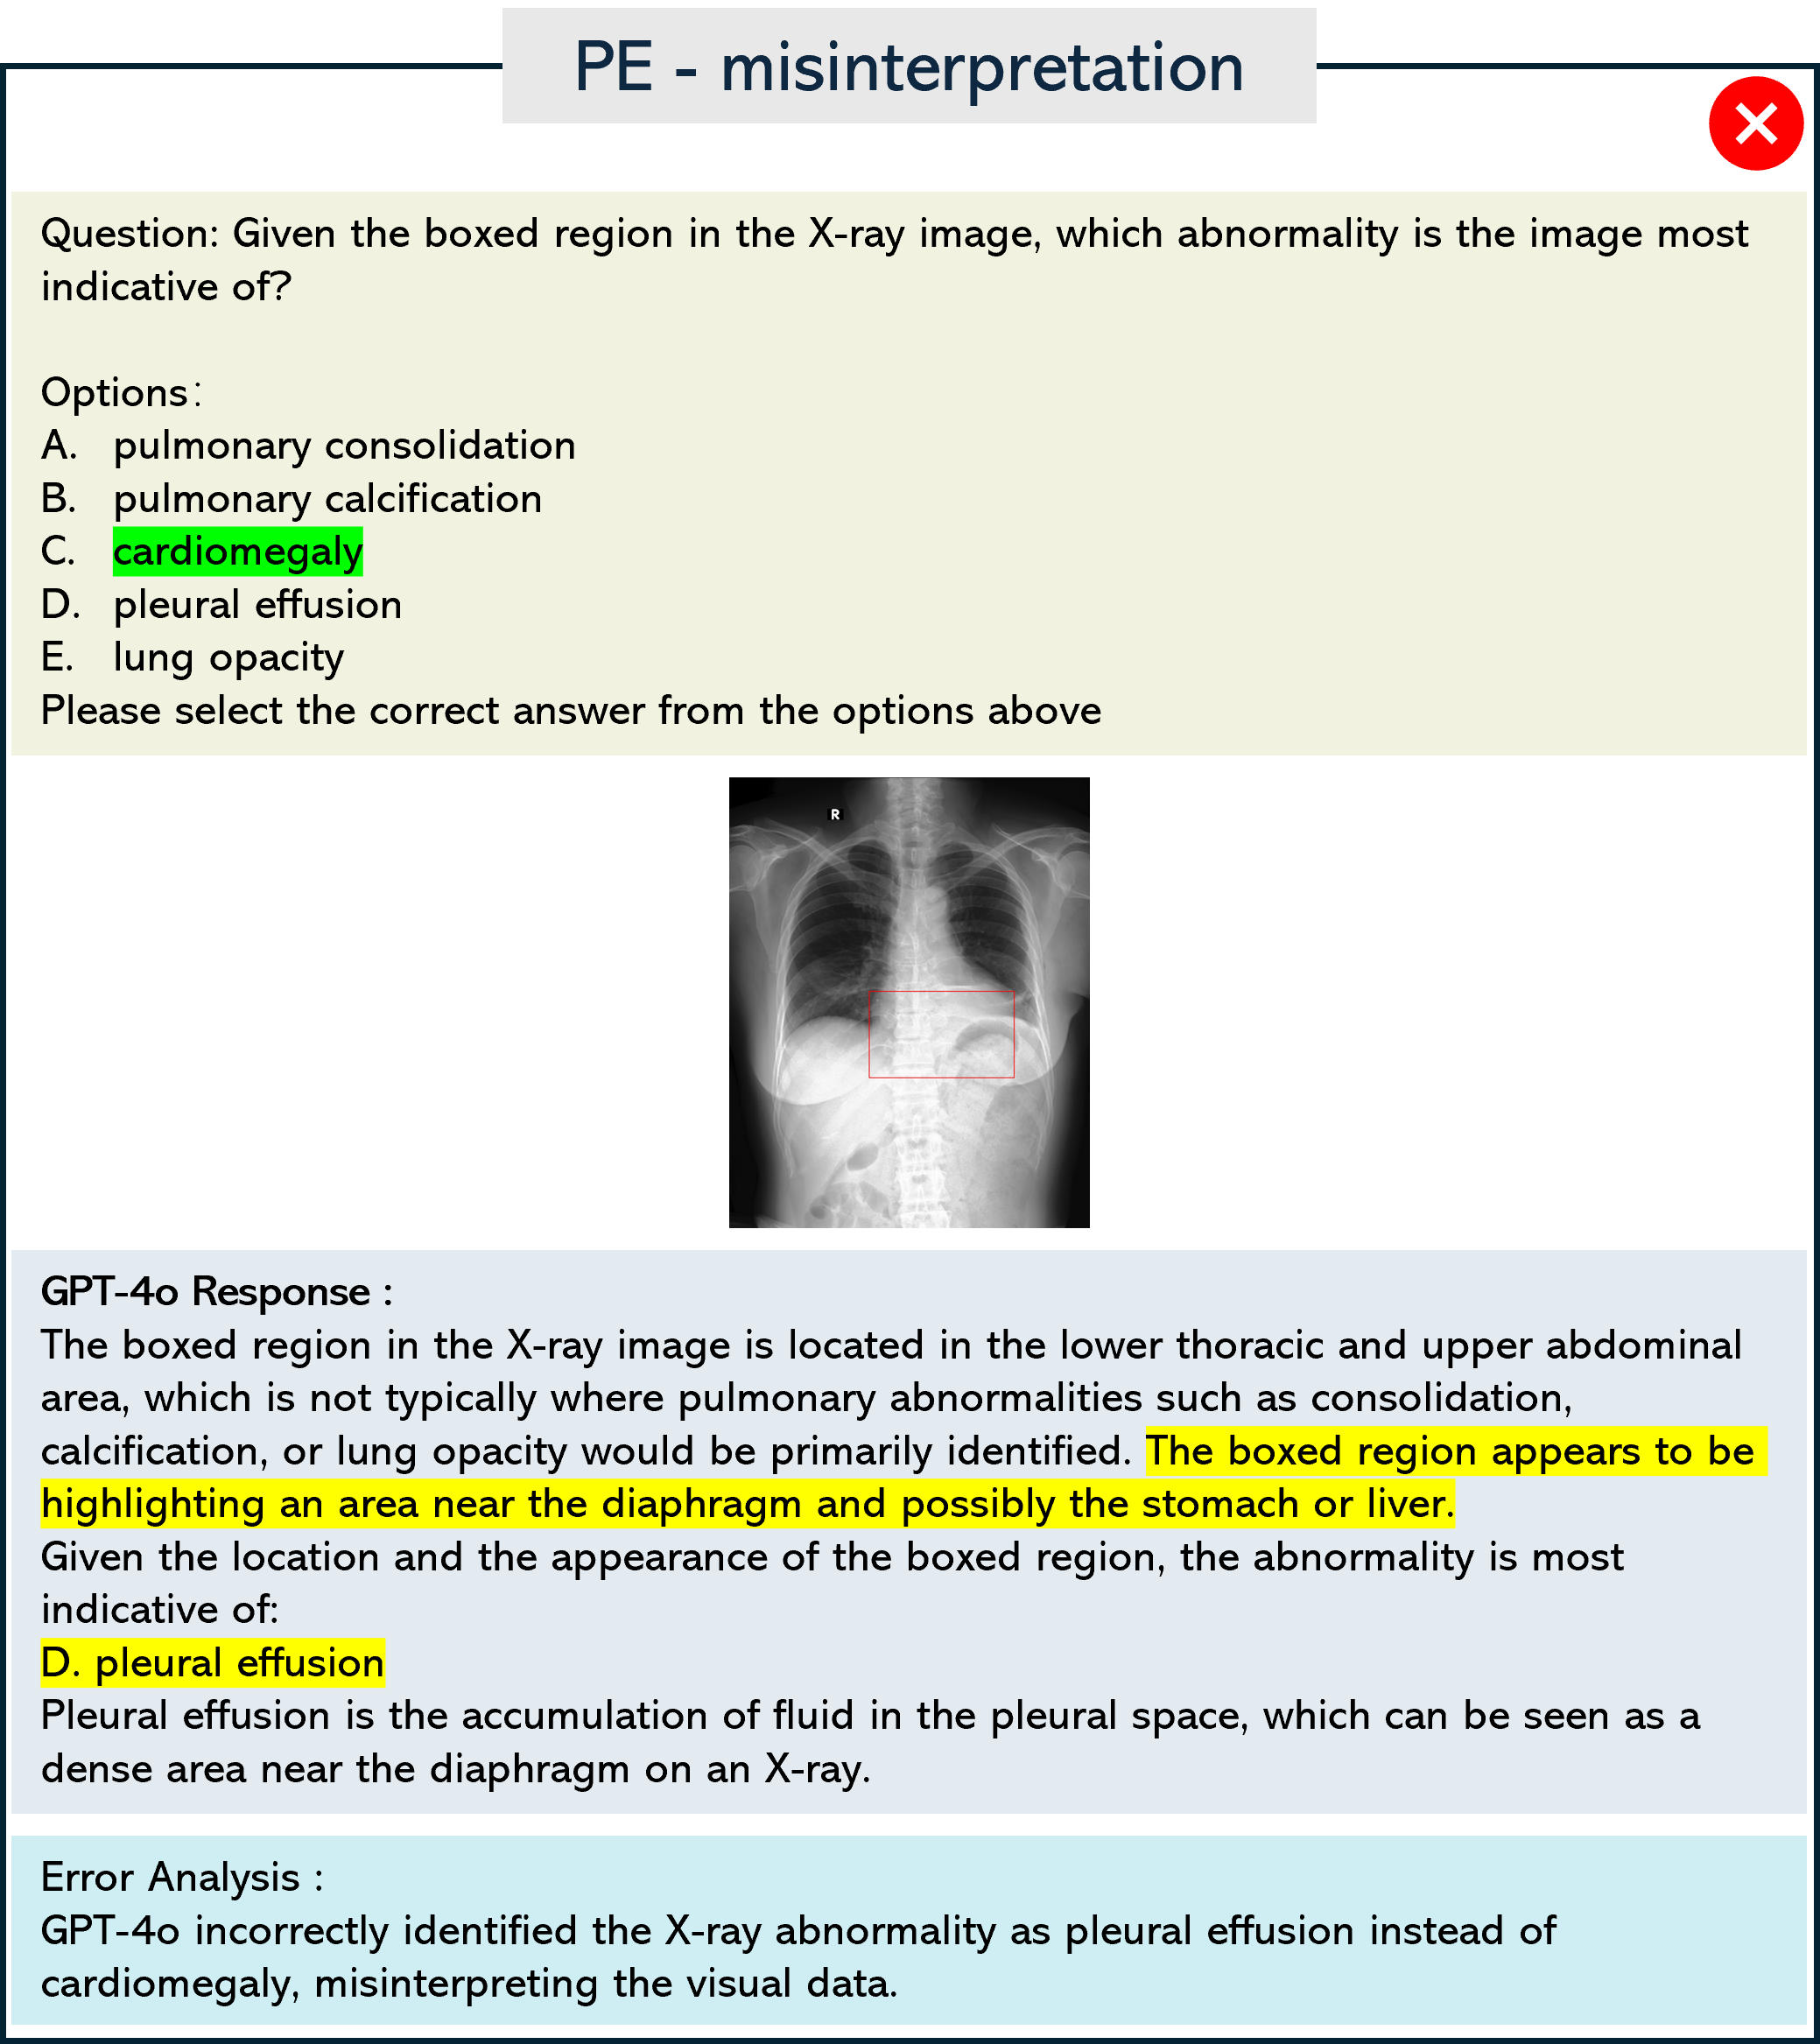 PE - misinterpretation
Question: Given the boxed region in the X-ray image, which abnormality is the image most
indicative of?
Options:
A. pulmonary consolidation
B. pulmonary calcification
C. cardiomegaly
D. pleural effusion
E. lung opacity
Please select the correct answer from the options above
R
GPT-4o Response :
The boxed region in the X-ray image is located in the lower thoracic and upper abdominal
area, which is not typically where pulmonary abnormalities such as consolidation,
calcification, or lung opacity would be primarily identified. The boxed region appears to be
highlighting an area near the diaphragm and possibly the stomach or liver.
Given the location and the appearance of the boxed region, the abnormality is most
indicative of:
D. pleural effusion
Pleural effusion is the accumulation of fluid in the pleural space, which can be seen as a
dense area near the diaphragm on an X-ray.
Error Analysis :
GPT-4o incorrectly identified the X-ray abnormality as pleural effusion instead of
cardiomegaly, misinterpreting the visual data.